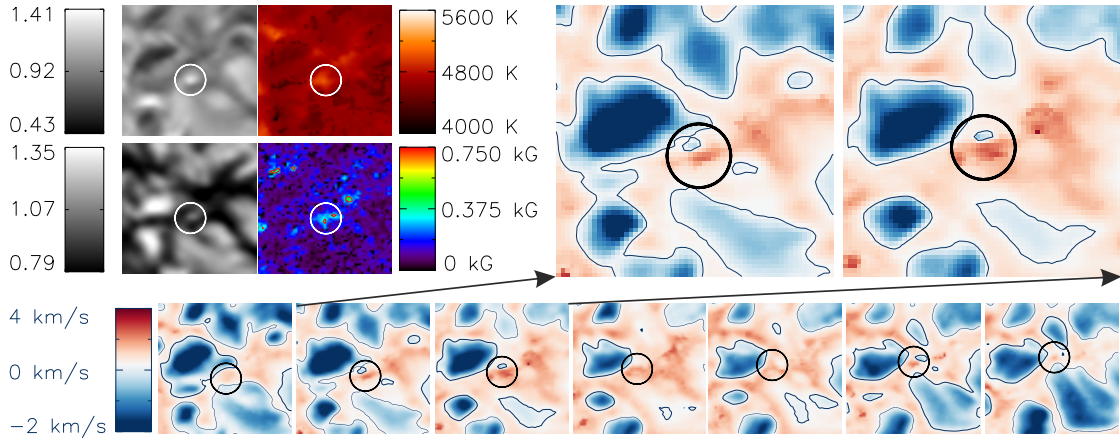 1.41
0.92
0.43
5600 K
4800 K
4000 K
1.35
1.07
0.79
0.750 kG
0.375 kG
0 kG
4 km/s
0 km/s
-2 km/s